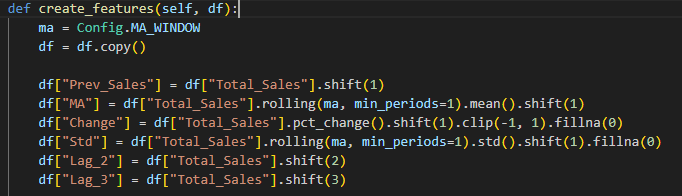 def create_features(self, df):
    ma = Config.MA_WINDOW
    df = df.copy()
    df["Prev_Sales"] = df["Total_Sales"].shift(1)
    df["MA"] = df["Total_Sales"].rolling(ma, min_periods=1).mean().shift(1)
    df["Change"] = df["Total_Sales"].pct_change().shift(1).clip(-1, 1).fillna(0)
    df["Std"] = df["Total_Sales"].rolling(ma, min_periods=1).std().shift(1).fillna(0)
    df["Lag_2"] = df["Total_Sales"].shift(2)
    df["Lag_3"] = df["Total_Sales"].shift(3)